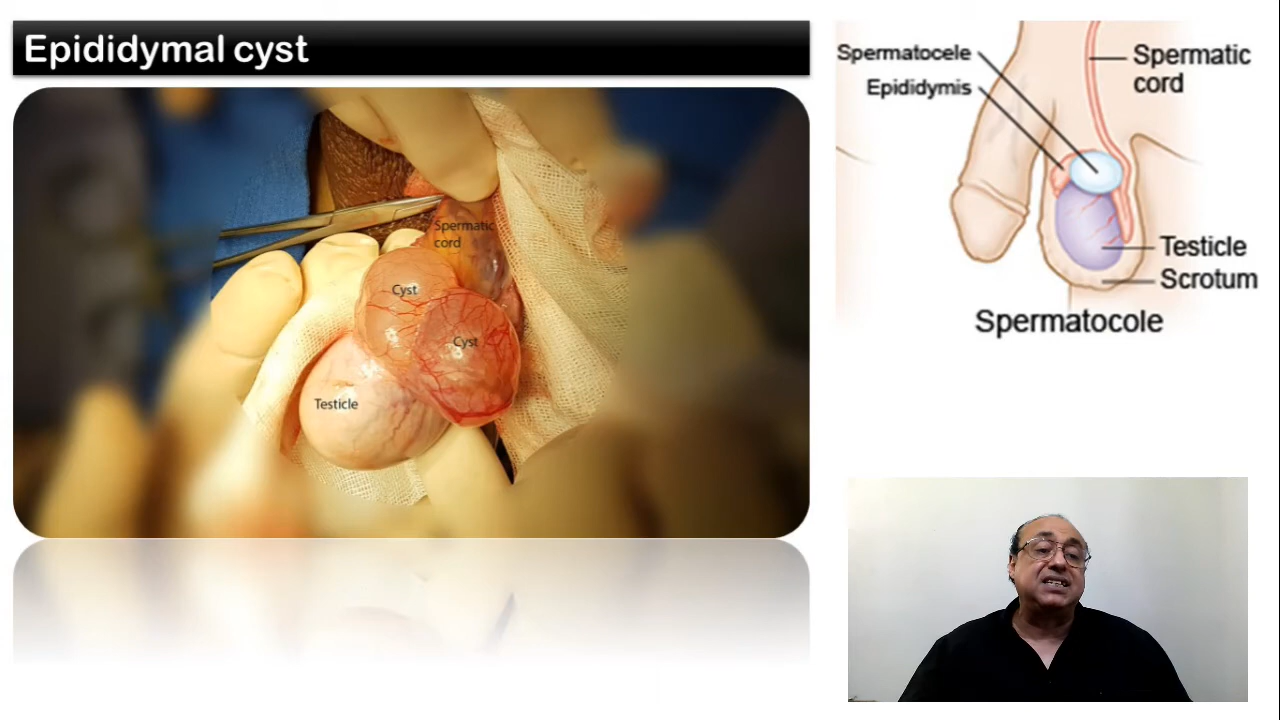 Epididymal cyst
Spermatic
cord
Cyst
Cyst
Testicle
Spermatocele
Epididymis
Spermatic
cord
Testicle
Scrotum
Spermatocole